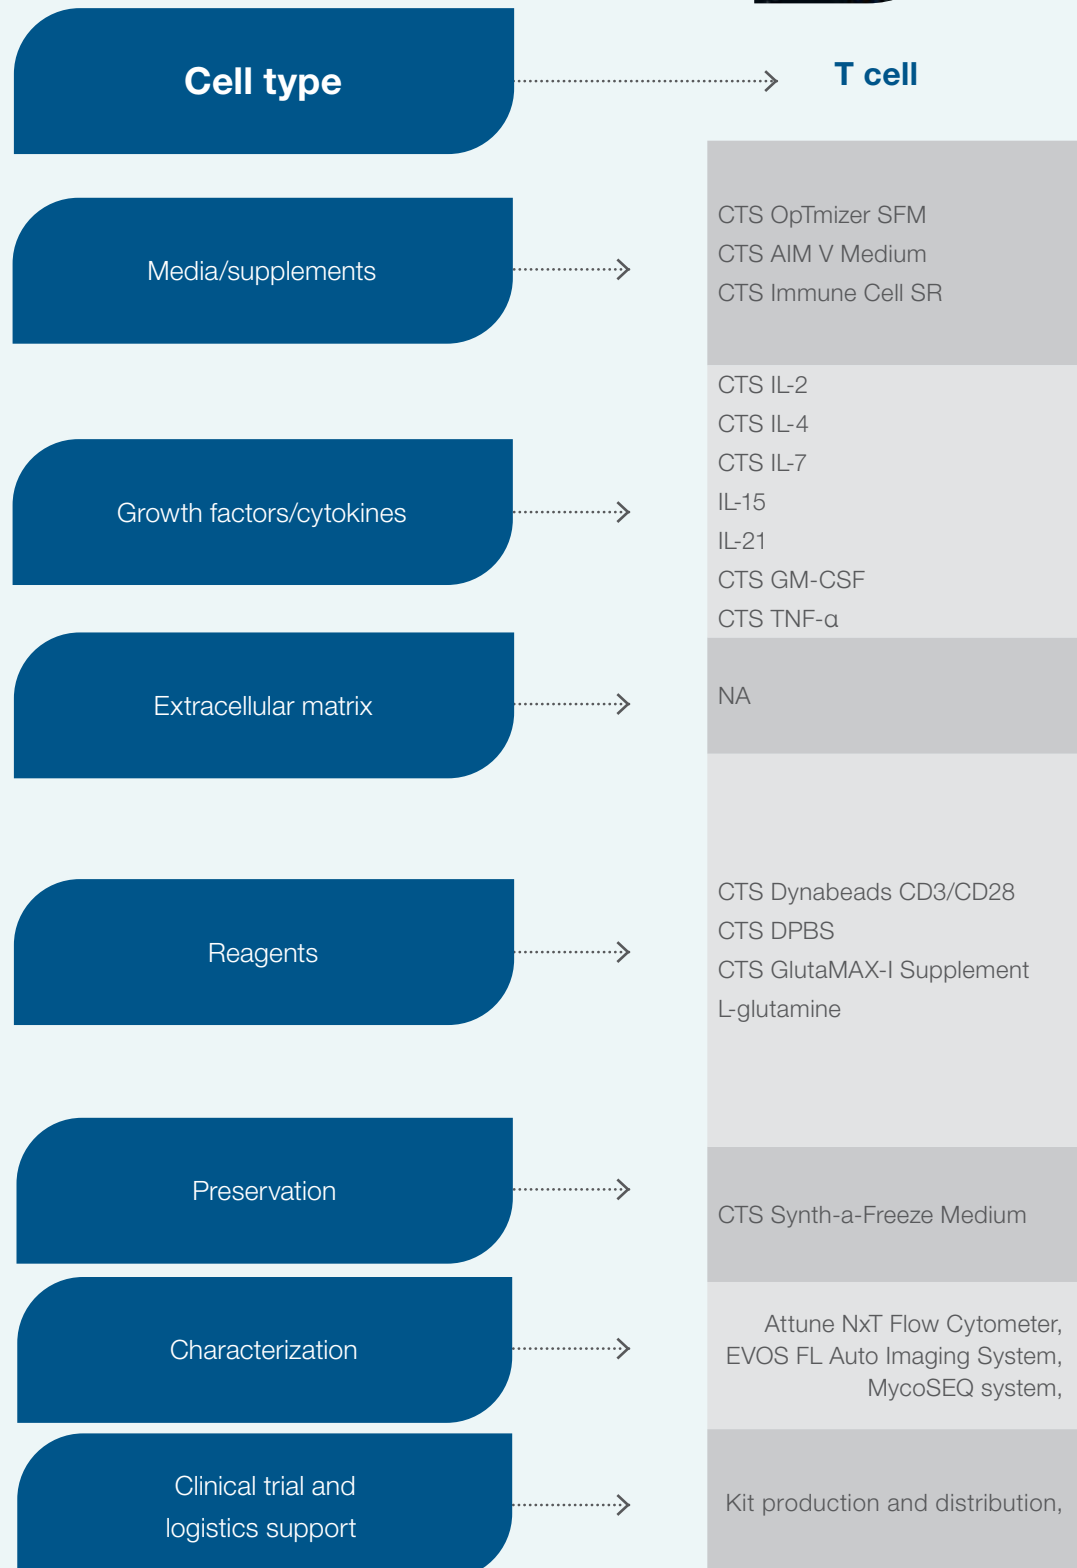 Cell type
T cell
Media/supplements
CTS OpTmizer SFM
CTS AIM V Medium
CTS Immune Cell SR
Growth factors/cytokines
CTS IL-2
CTS IL-4
CTS IL-7
IL-15
IL-21
CTS GM-CSF
CTS TNF-α
Extracellular matrix
NA
Reagents
CTS Dynabeads CD3/CD28
CTS DPBS
CTS GlutaMAX-I Supplement
L-glutamine
Preservation
CTS Synth-a-Freeze Medium
Characterization
Attune NxT Flow Cytometer,
EVOS FL Auto Imaging System,
MycoSEQ system,
Clinical trial and
logistics support
Kit production and distribution,